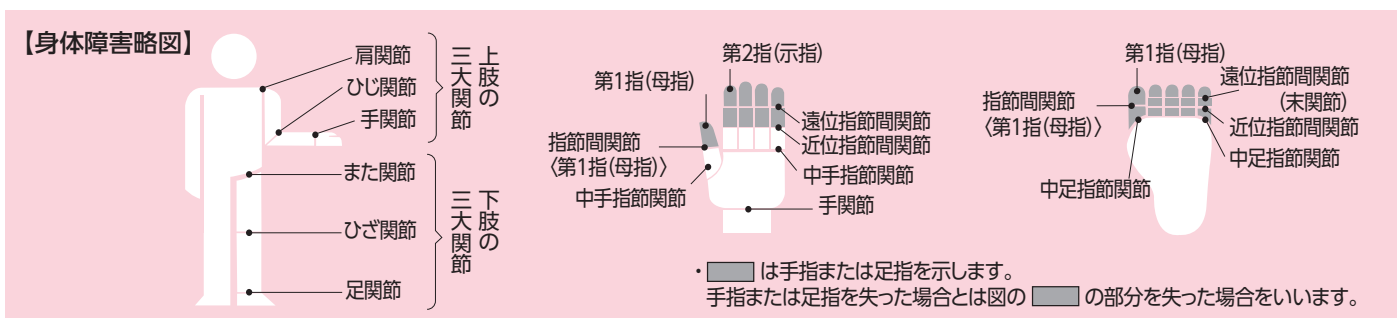 【身体障害略図】
肩関節
ひじ関節
手関節
上肢の
三大関節
また関節
ひざ関節
足関節
下肢の
三大関節
第2指(示指)
第1指(母指)
指節間関節
〈第1指(母指)〉
中手指節関節
遠位指節間関節
近位指節間関節
中手指節関節
手関節
第1指(母指)
指節間関節
〈第1指(母指)〉
中足指節関節
遠位指節間関節
(末関節)
近位指節間関節
中足指節関節
・ は手指または足指を示します。
手指または足指を失った場合とは図の の部分を失った場合をいいます。